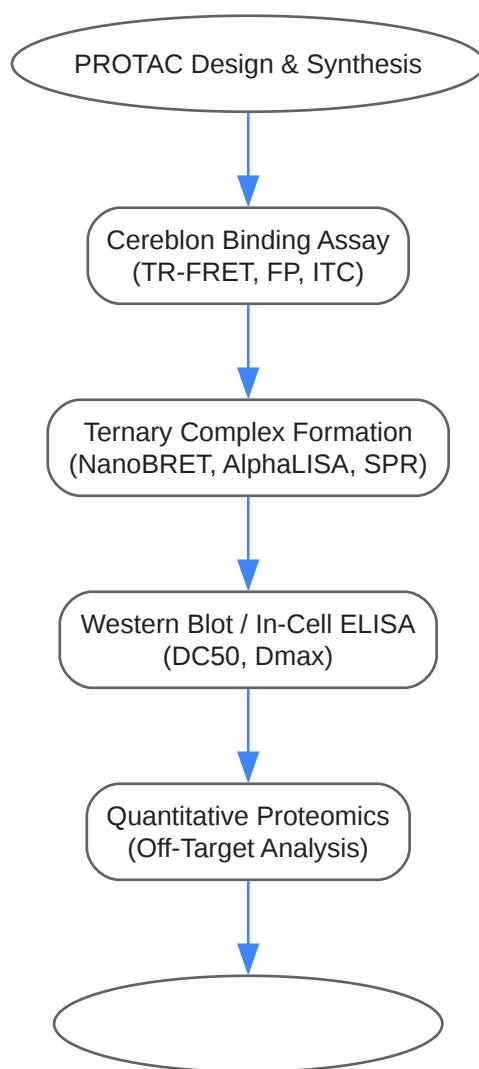 PROTAC Design & Synthesis
Cereblon Binding Assay
(TR-FRET, FP, ITC)
Ternary Complex Formation
(NanoBRET, AlphaLISA, SPR)
Western Blot / In-Cell ELISA
(DC50, Dmax)
Quantitative Proteomics
(Off-Target Analysis)